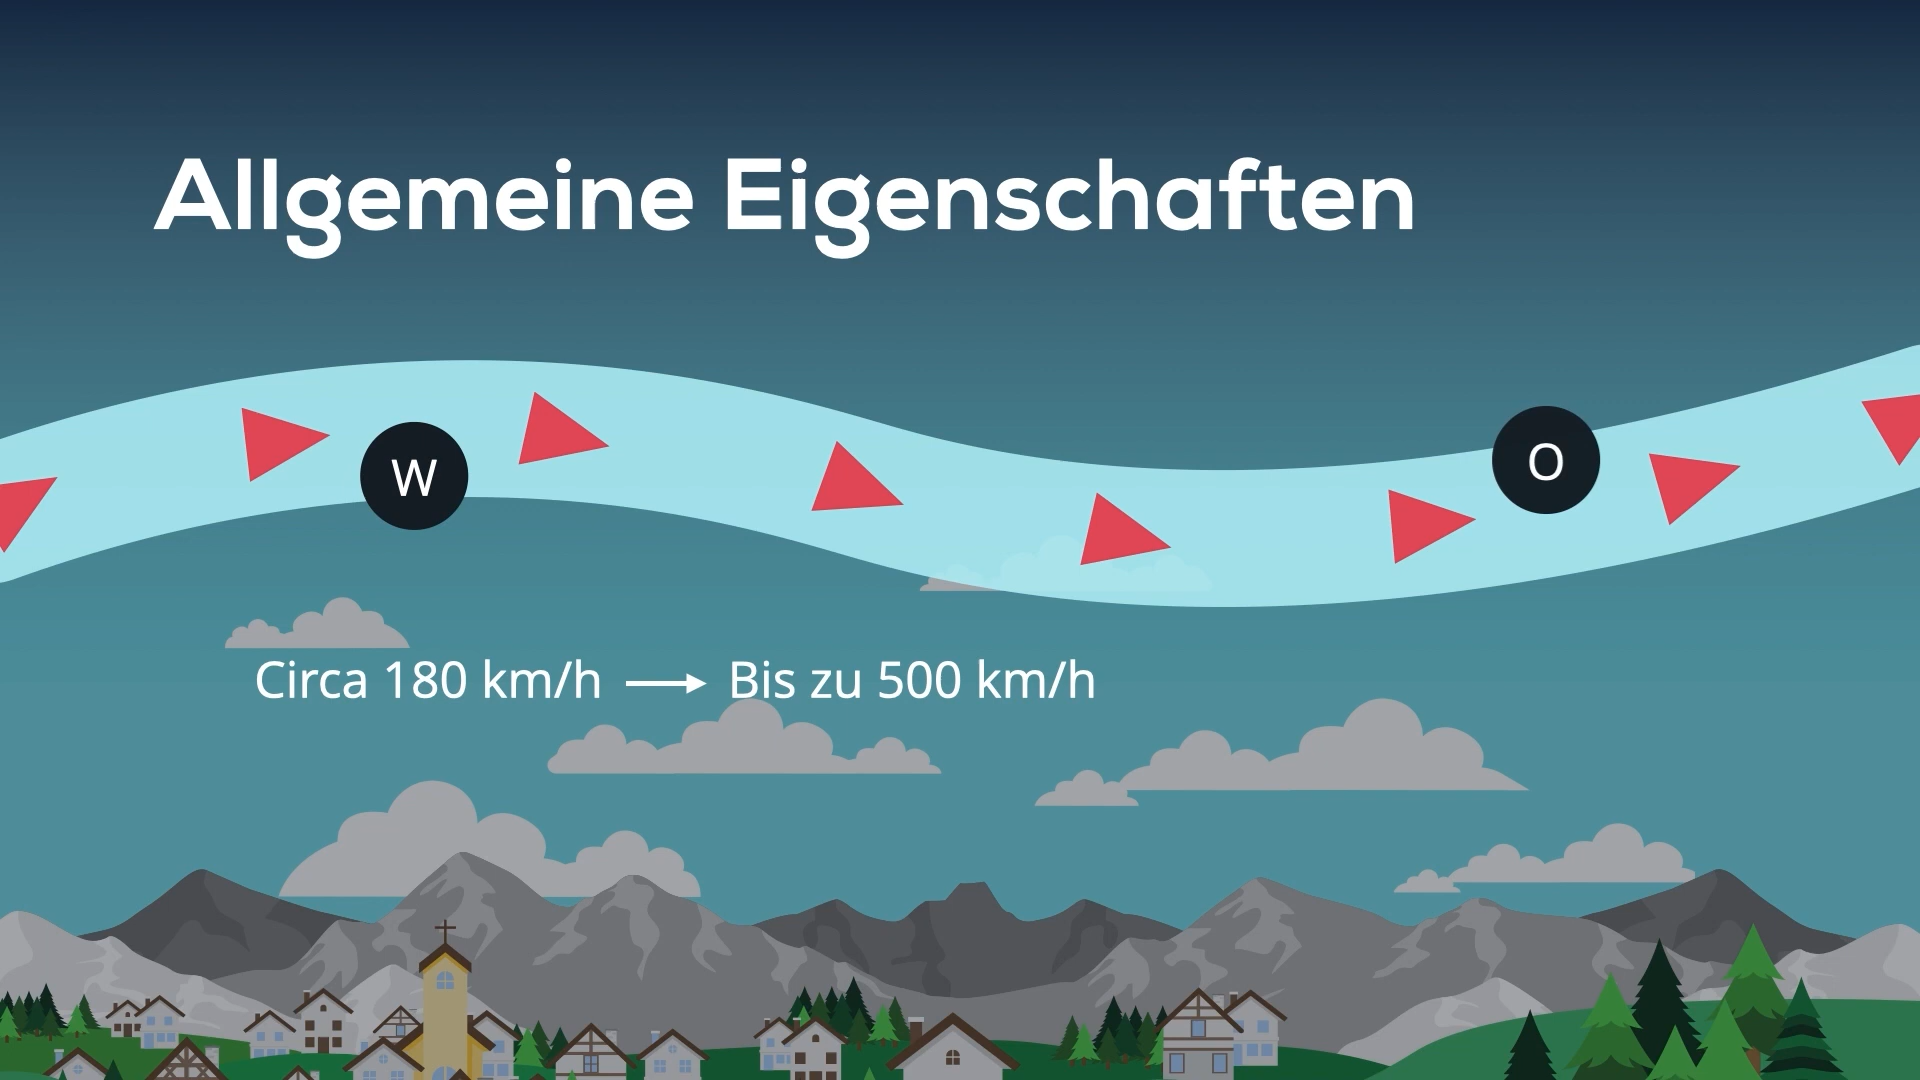 Allgemeine Eigenschaften
W
O
Circa 180 km/h → Bis zu 500 km/h